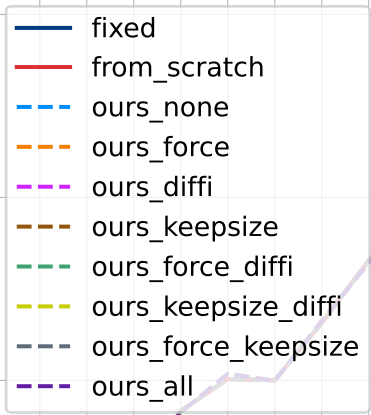 fixed
from_scratch
ours_none
ours_force
ours_diffi
ours_keepsize
ours_force_diffi
ours_keepsize_diffi
ours_force_keepsize
ours_all